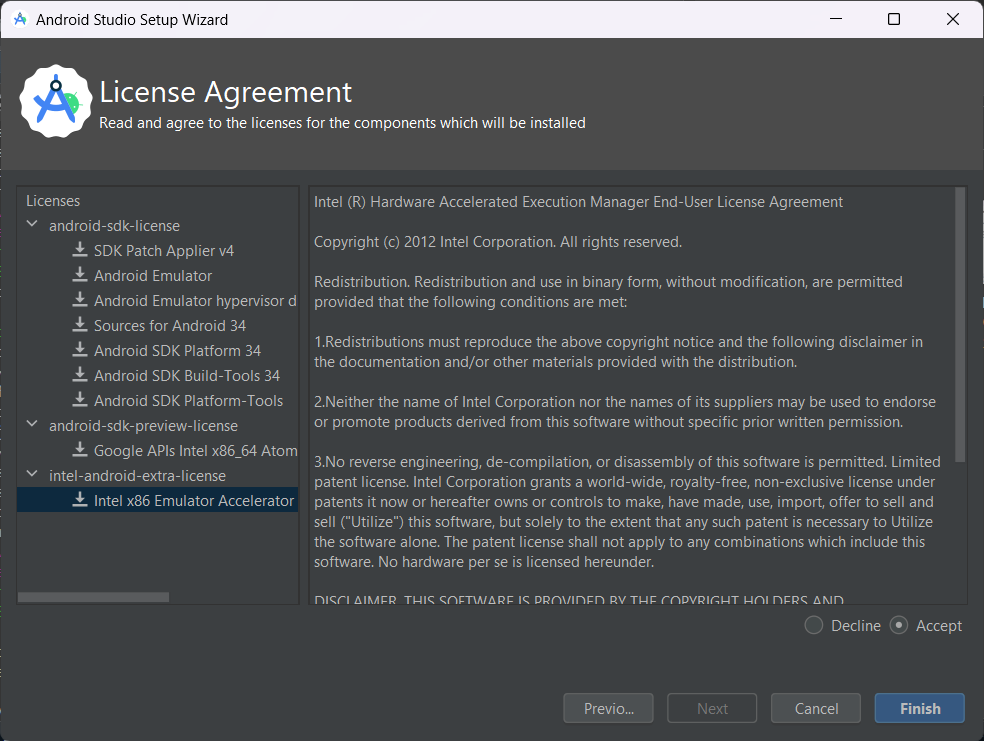 Android Studio Setup Wizard
License Agreement
Read and agree to the licenses for the components which will be installed
Licenses
android-sdk-license
SDK Patch Applier v4
Android Emulator
Android Emulator hypervisor d
Sources for Android 34
Android SDK Platform 34
Android SDK Build-Tools 34
Android SDK Platform-Tools
android-sdk-preview-license
Google APIs Intel x86_64 Atom
intel-android-extra-license
Intel x86 Emulator Accelerator
Intel (R) Hardware Accelerated Execution Manager End-User License Agreement
Copyright (c) 2012 Intel Corporation. All rights reserved.
Redistribution. Redistribution and use in binary form, without modification, are permitted
provided that the following conditions are met:
1.Redistributions must reproduce the above copyright notice and the following disclaimer in
the documentation and/or other materials provided with the distribution.
2.Neither the name of Intel Corporation nor the names of its suppliers may be used to endorse
or promote products derived from this software without specific prior written permission.
3.No reverse engineering, de-compilation, or disassembly of this software is permitted. Limited
patent license. Intel Corporation grants a world-wide, royalty-free, non-exclusive license under
patents it now or hereafter owns or controls to make, have made, use, import, offer to sell and
sell ("Utilize") this software, but solely to the extent that any such patent is necessary to Utilize
the software alone. The patent license shall not apply to any combinations which include this
software. No hardware per se is licensed hereunder.
DISCLAIMER. THIS SOFTWARE IS PROVIDED BY THE COPYRIGHT HOLDERS AND
Decline
Accept
Previo...
Next
Cancel
Finish